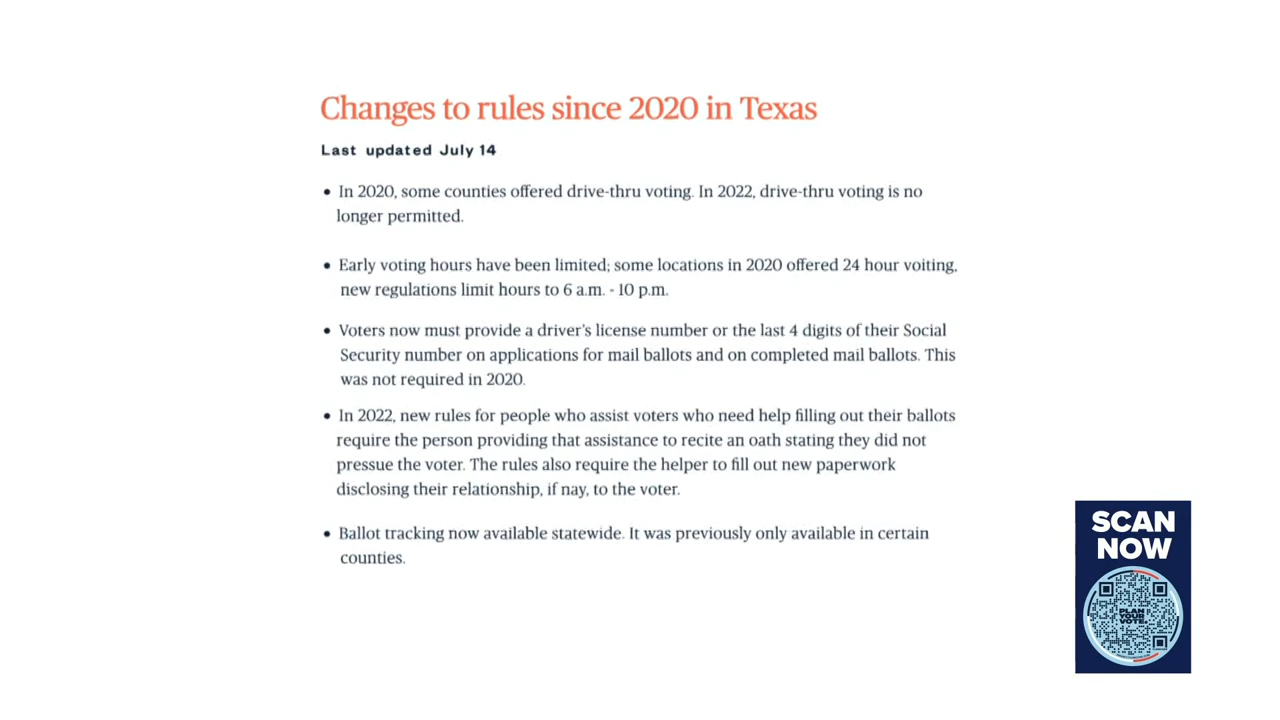 Changes to rules since 2020 in Texas
Last updated July 14
• In 2020, some counties offered drive-thru voting. In 2022, drive-thru voting is no
longer permitted.
• Early voting hours have been limited; some locations in 2020 offered 24 hour voiting,
new regulations limit hours to 6 a.m. - 10 p.m.
• Voters now must provide a driver's license number or the last 4 digits of their Social
Security number on applications for mail ballots and on completed mail ballots. This
was not required in 2020.
• In 2022, new rules for people who assist voters who need help filling out their ballots
require the person providing that assistance to recite an oath stating they did not
pressue the voter. The rules also require the helper to fill out new paperwork
disclosing their relationship, if nay, to the voter.
• Ballot tracking now available statewide. It was previously only available in certain
counties.
SCAN
NOW
PLAN
YOUR
VOTE.